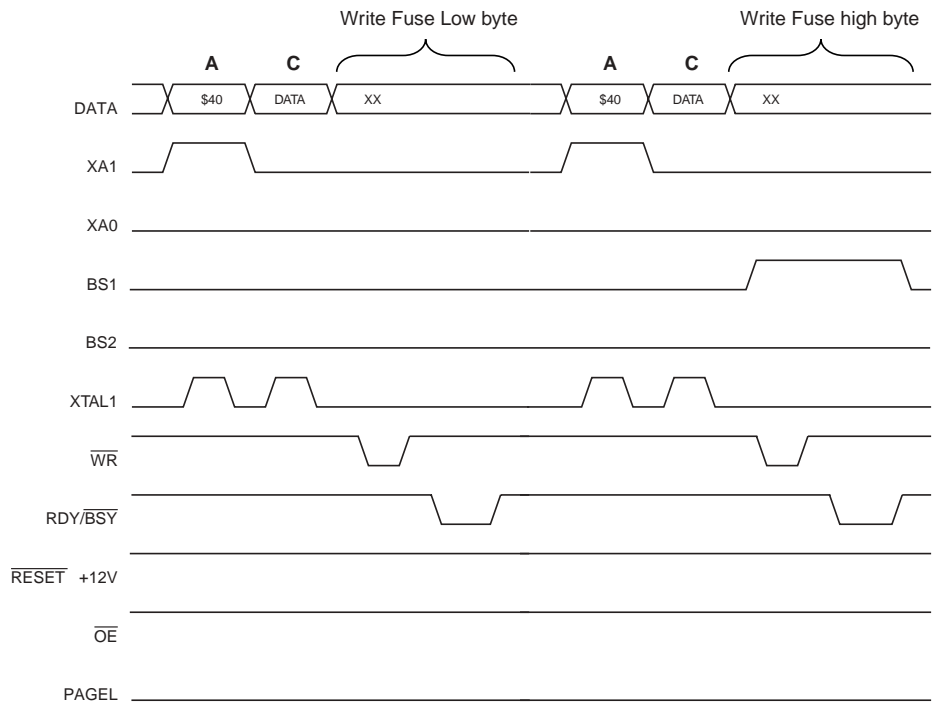 Write Fuse Low byte Write Fuse high byte
A C A C
DATA $40 DATA XX $40 DATA XX
XA1
XA0
BS1
BS2
XTAL1
WR
RDY/BSY
RESET +12V
OE
PAGEL